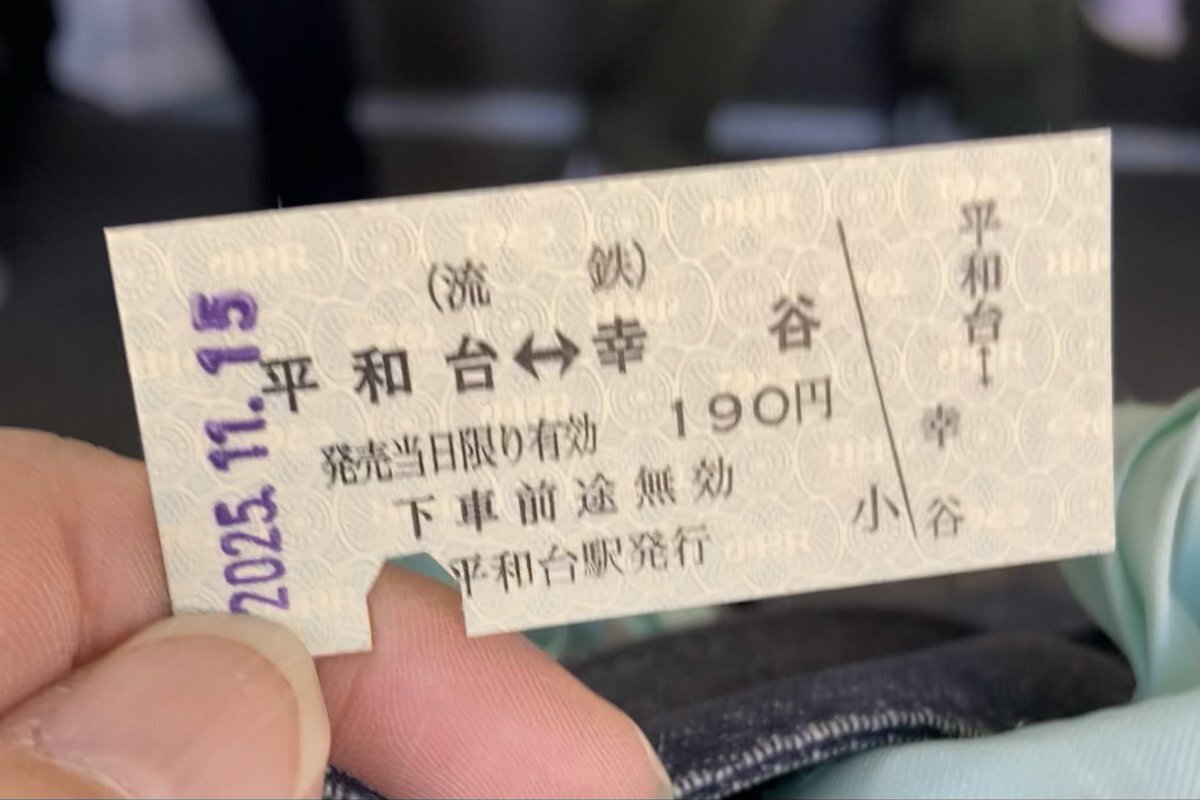 2025.11.15
(流鉄)
平和台↔幸谷
190円
発売当日限り有効
下車前途無効
平和台駅発行
小
平和台↔幸谷